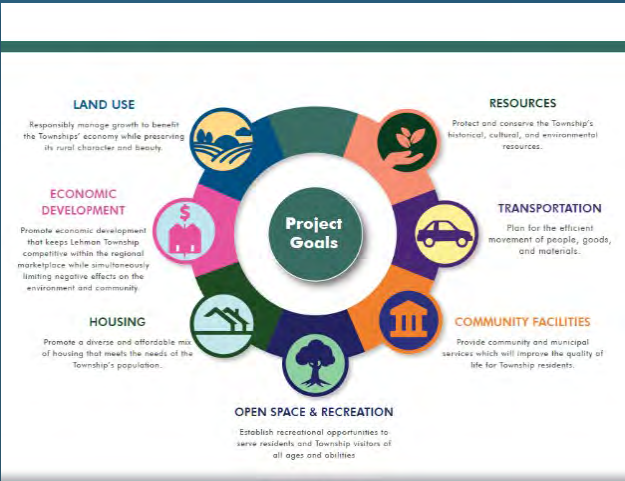 LAND USE
Responsibly manage growth to benefit
the Townships' economy while preserving
its rural character and beauty.
RESOURCES
Protect and conserve the Township's
historical, cultural, and environmental
resources.
ECONOMIC
DEVELOPMENT
Promote economic development
that keeps Lehman Township
competitive within the regional
marketplace while simultaneously
limiting negative effects on the
environment and community.
$
Project
Goals
TRANSPORTATION
Plan for the efficient
movement of people, goods,
and materials.
HOUSING
Promote a diverse and affordable mix
of housing that meets the needs of the
Township's population.
COMMUNITY FACILITIES
Provide community and municipal
services which will improve the quality of
life for Township residents.
OPEN SPACE & RECREATION
Establish recreational opportunities to
serve residents and Township visitors of
all ages and abilities